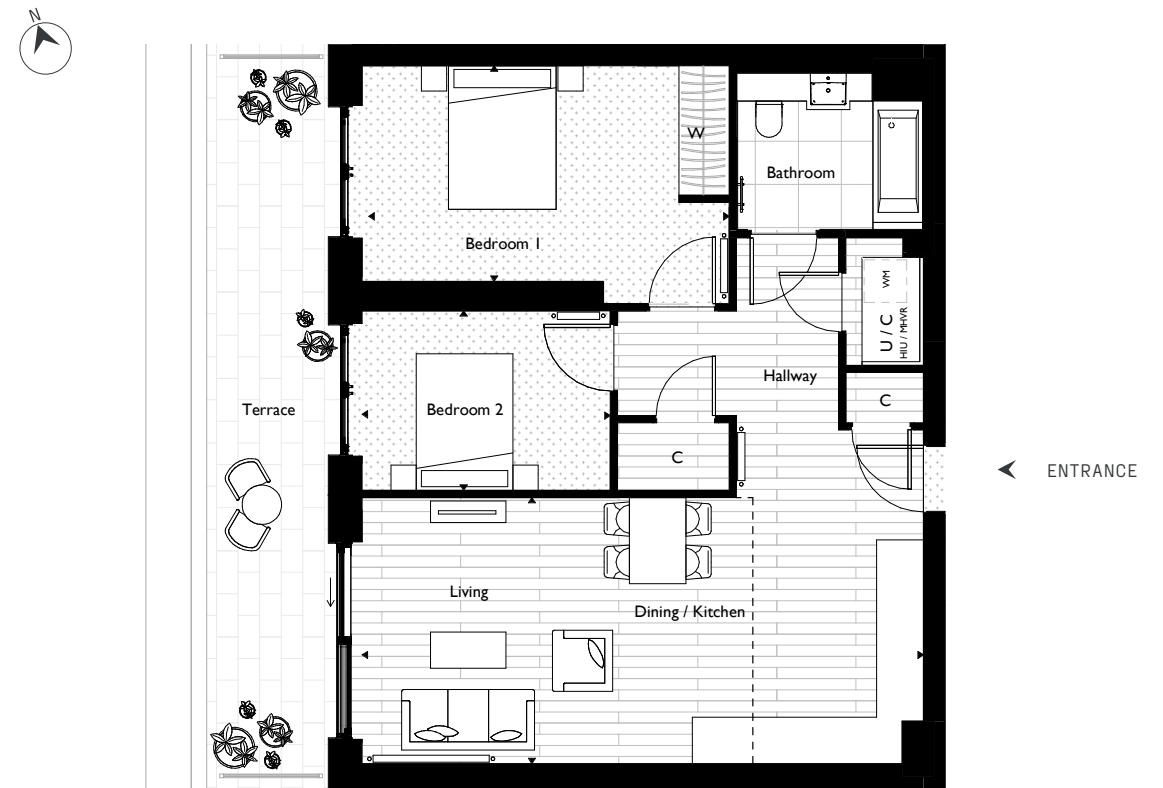 N
W
Bathroom
Bedroom 1
WM
U / C
HIU / MHVR
Hallway
Terrace
Bedroom 2
C
C
ENTRANCE
Living
Dining / Kitchen